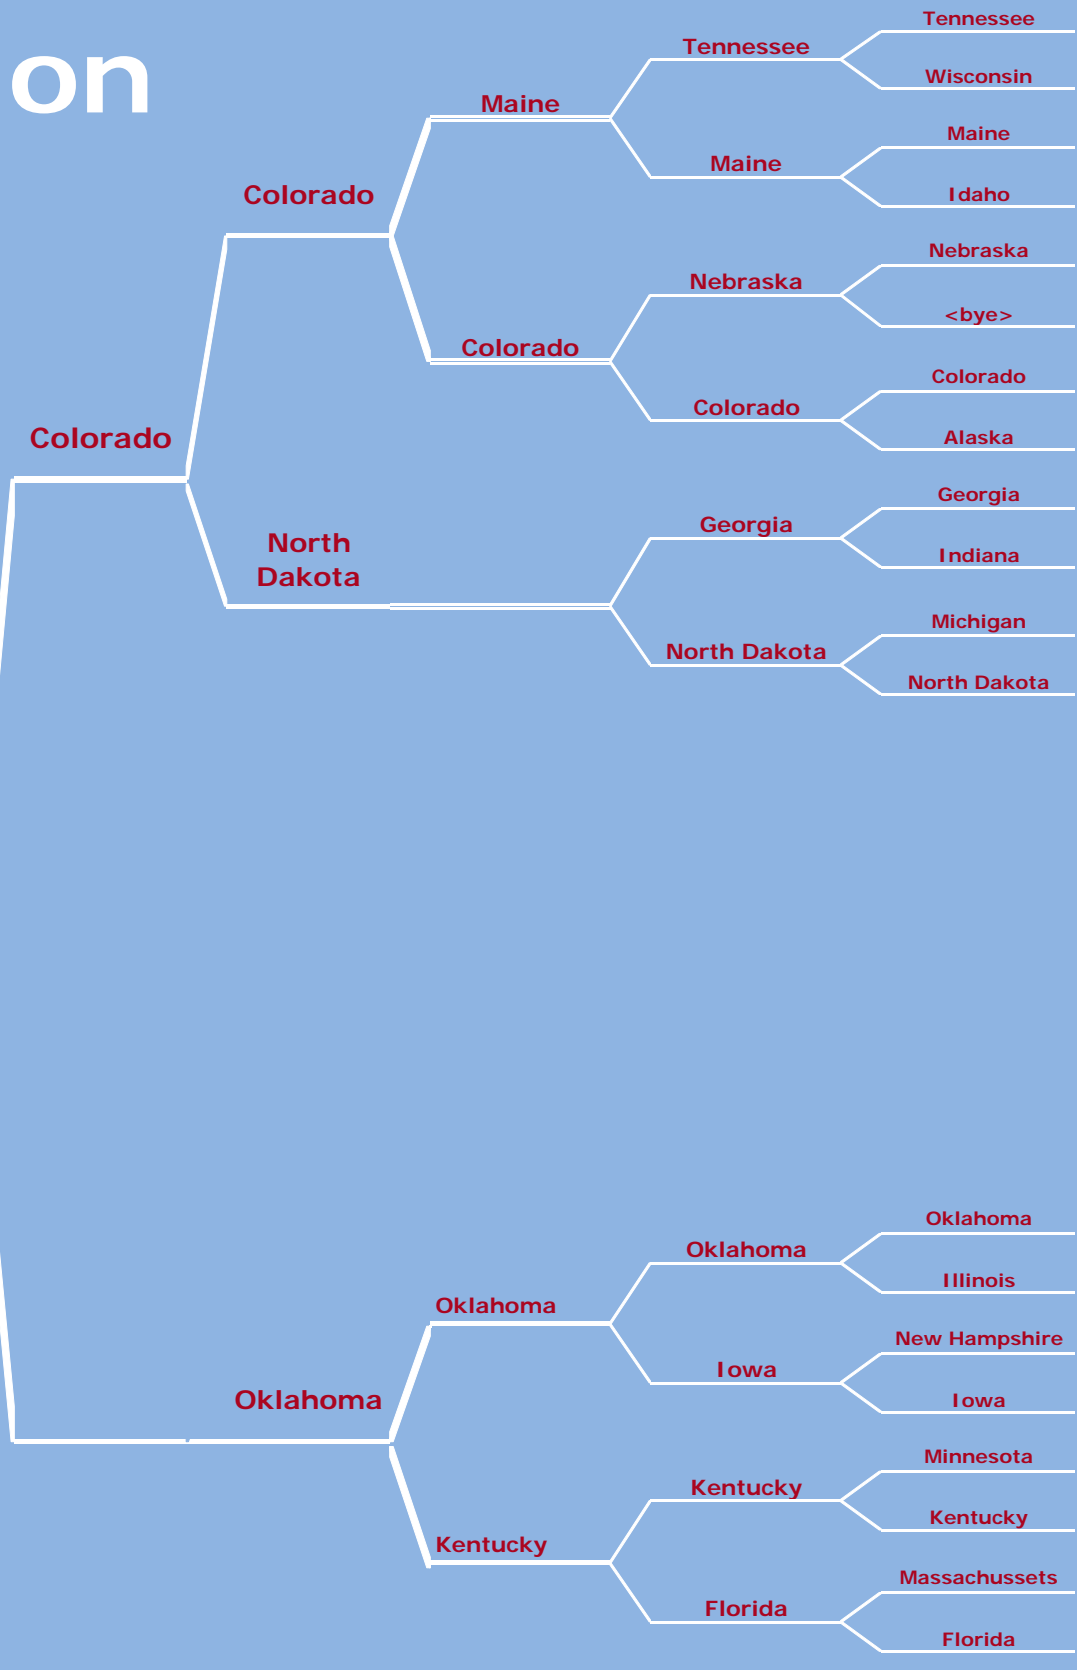 on
Tennessee
Tennessee
Wisconsin
Maine
Maine
Maine
Idaho
Colorado
Nebraska
Nebraska
<bye>
Colorado
Colorado
Colorado
Alaska
Colorado
Georgia
Georgia
Indiana
North
Dakota
Michigan
North Dakota
North Dakota
Oklahoma
Oklahoma
Illinois
Oklahoma
New Hampshire
Iowa
Iowa
Oklahoma
Minnesota
Kentucky
Kentucky
Kentucky
Massachussets
Florida
Florida